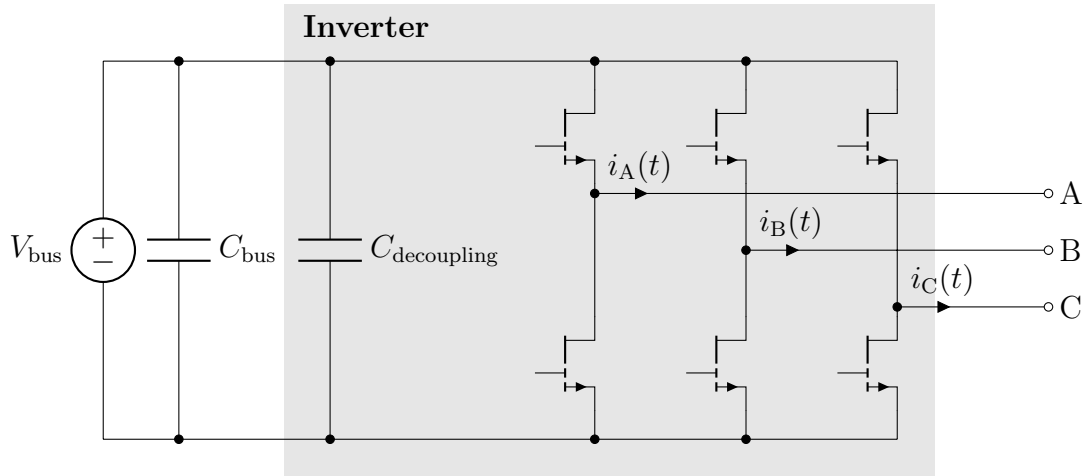 Inverter
i_A(t)
A
i_B(t)
B
V_bus
+
−
C_bus
C_decoupling
i_C(t)
C